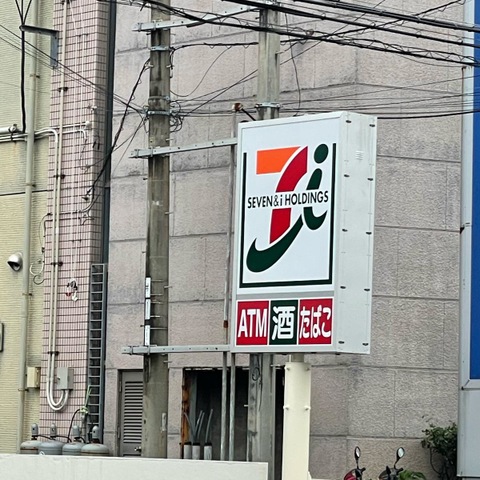 7i
SEVEN & i HOLDINGS
ATM 酒 たばこ